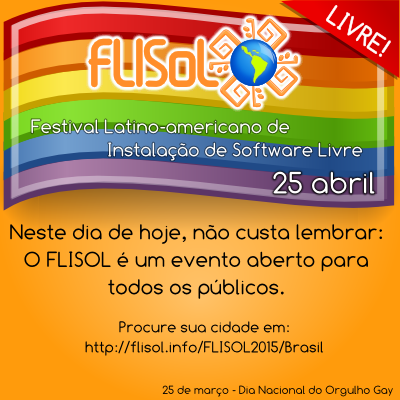 LIVRE!
FLISoL
Festival Latino-americano de
Instalação de Software Livre
25 abril
Neste dia de hoje, não custa lembrar:
O FLISOL é um evento aberto para
todos os públicos.
Procure sua cidade em:
http://flisol.info/FLISOL2015/Brasil
25 de março - Dia Nacional do Orgulho Gay